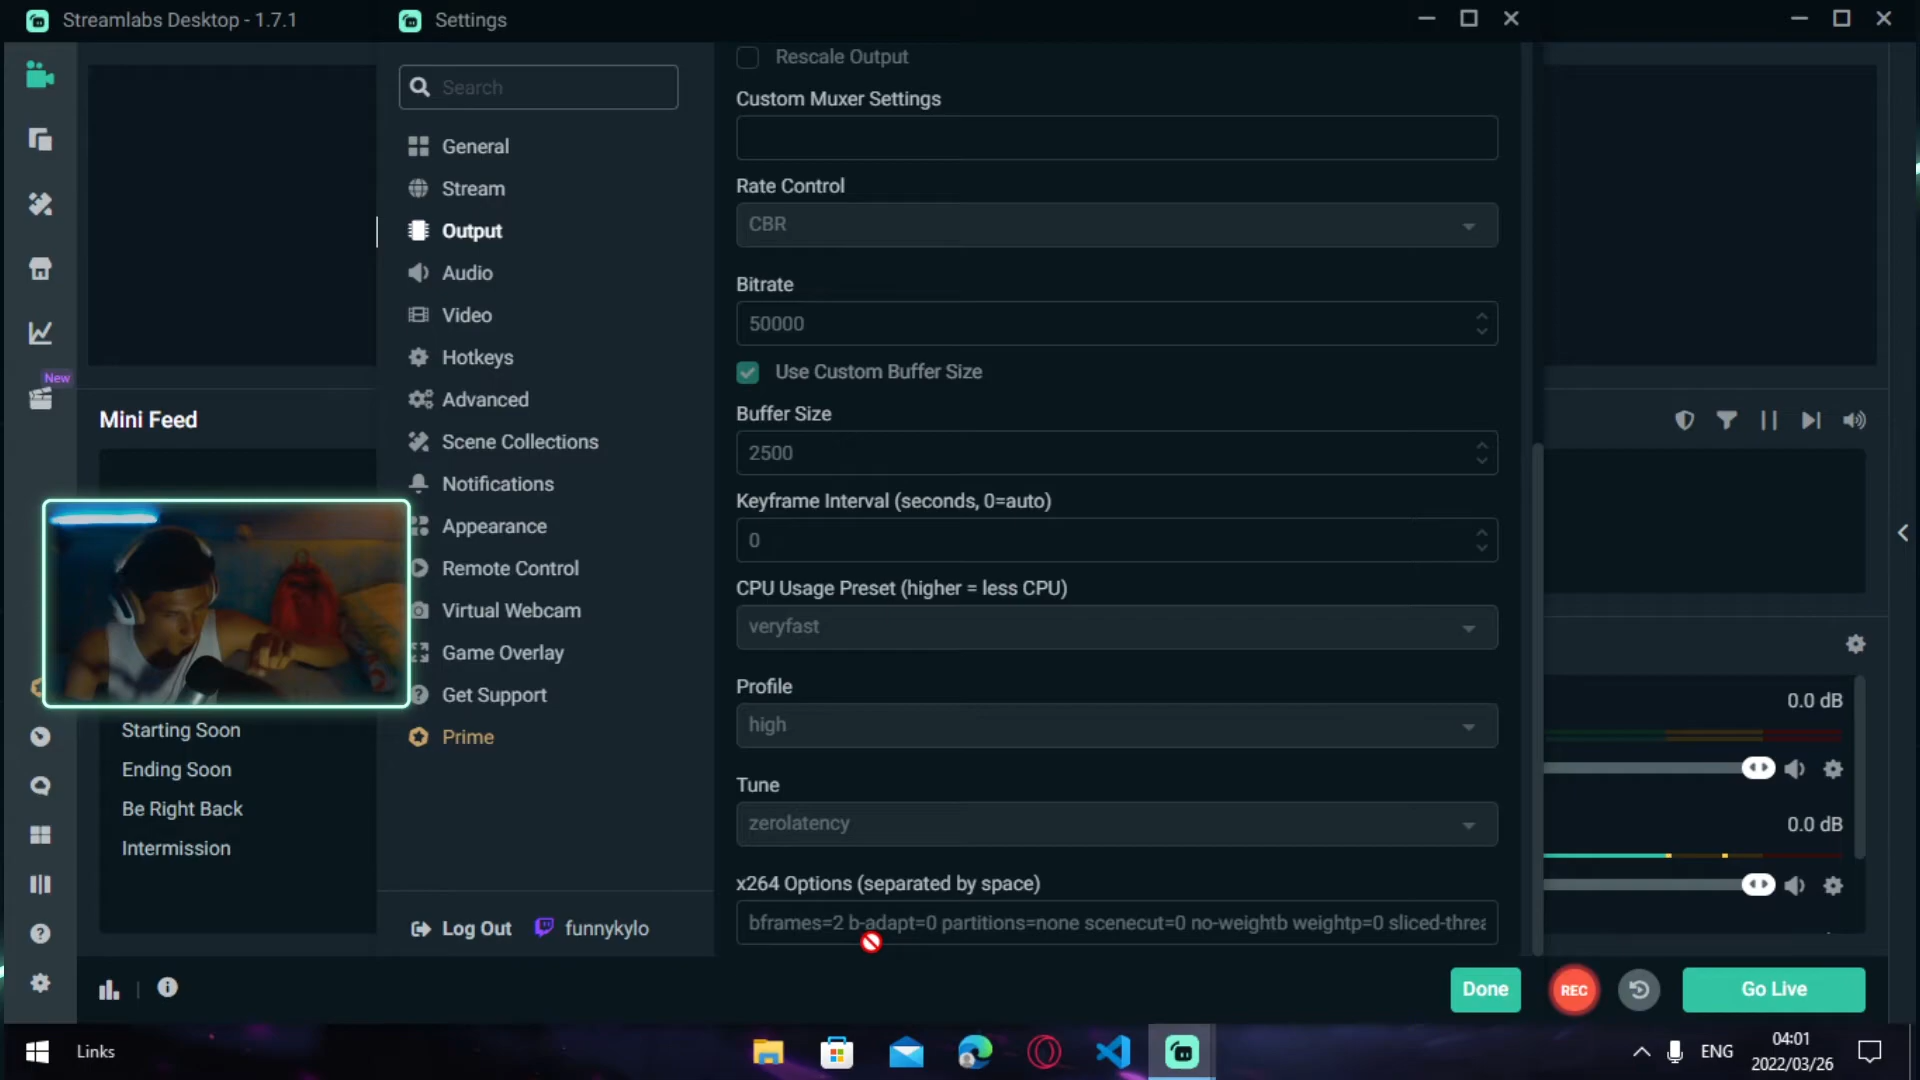 Streamlabs Desktop - 1.7.1
Settings
Search
General
Stream
Output
Audio
Video
Hotkeys
Advanced
Scene Collections
Notifications
Appearance
Remote Control
Virtual Webcam
Game Overlay
Get Support
Prime
Log Out
funnykylo
New
Mini Feed
Starting Soon
Ending Soon
Be Right Back
Intermission
Rescale Output
Custom Muxer Settings
Rate Control
CBR
Bitrate
50000
Use Custom Buffer Size
Buffer Size
2500
Keyframe Interval (seconds, 0=auto)
0
CPU Usage Preset (higher = less CPU)
veryfast
Profile
high
Tune
zerolatency
x264 Options (separated by space)
bframes=2 b-adapt=0 partitions=none scenecut=0 no-weightb weightp=0 sliced-threa
0.0 dB
0.0 dB
Done
REC
Go Live
Links
ENG
04:01
2022/03/26